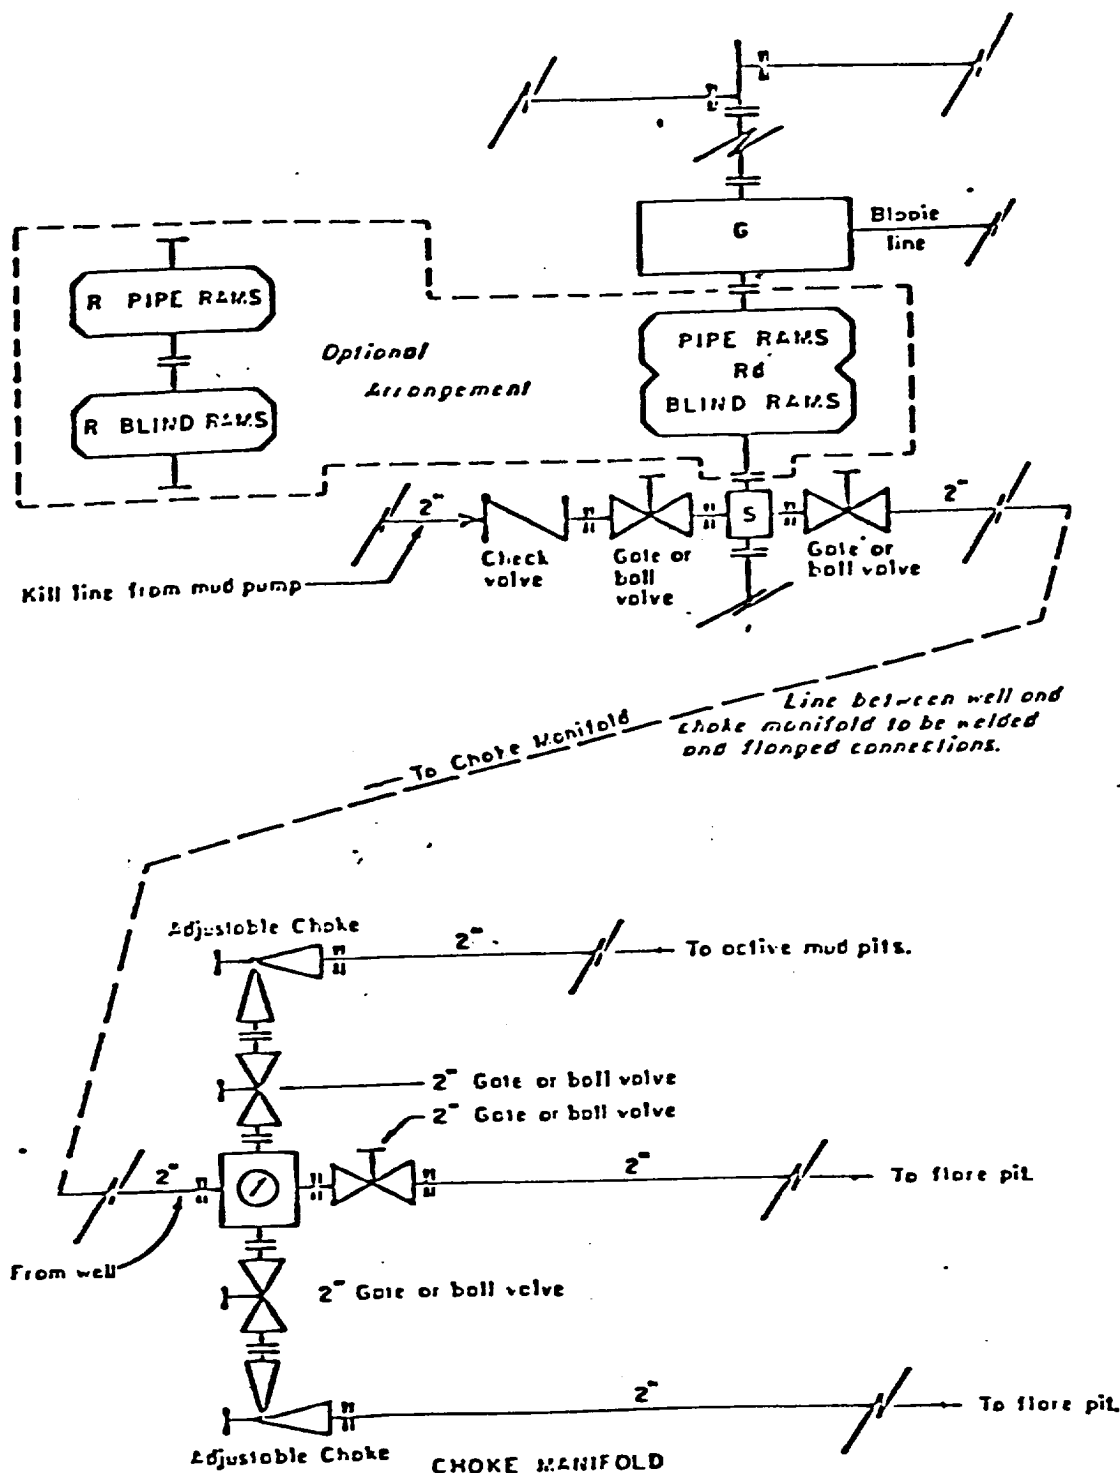 G
Blooie
line
R PIPE RAMS
R BLIND RAMS
Optional
Arrangement
PIPE RAMS
Rd
BLIND RAMS
2"
S
2"
Check
valve
Gate or
ball
valve
Gate or
ball valve
Kill line from mud pump
Line between well and
choke manifold to be welded
and flanged connections.
To Choke Manifold
Adjustable Choke
2"
To active mud pits.
2" Gate or ball valve
2" Gate or ball valve
2"
2"
To flare pit
From well
2" Gate or ball valve
2"
To flare pit
Adjustable Choke
CHOKE MANIFOLD